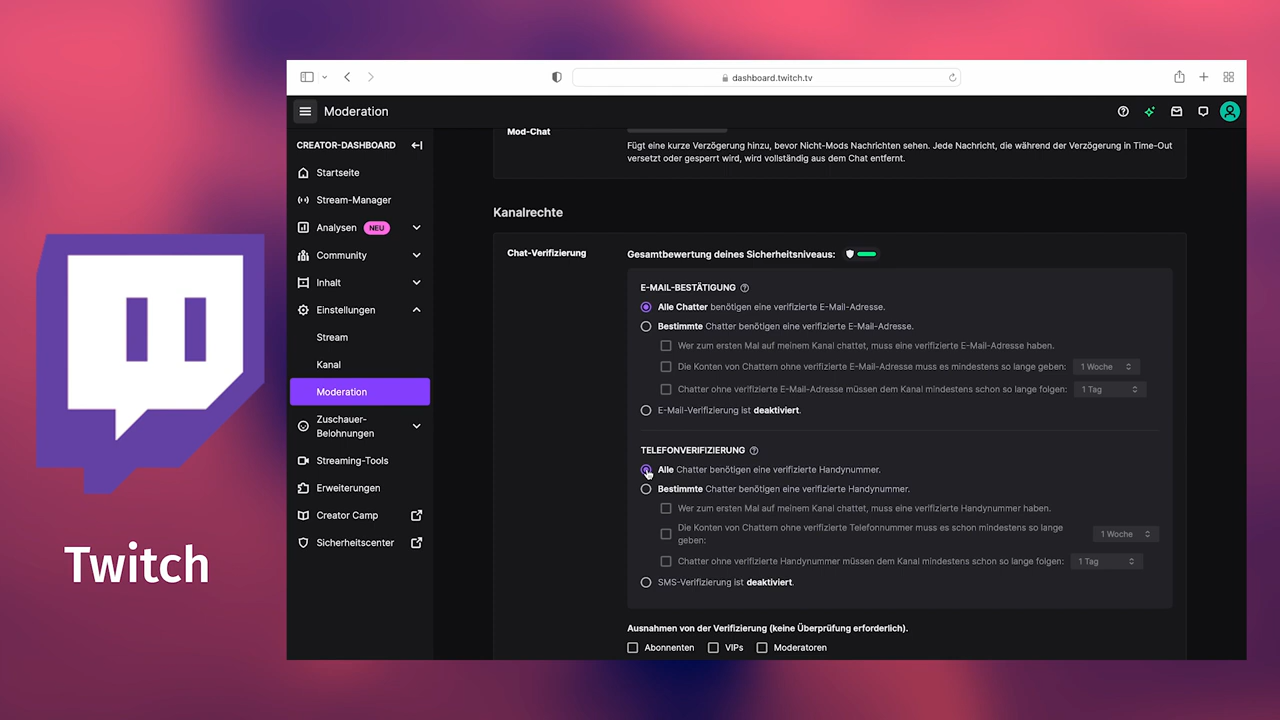 dashboard.twitch.tv
Moderation
CREATOR-DASHBOARD
Startseite
Stream-Manager
Analysen NEU
Community
Inhalt
Einstellungen
Stream
Kanal
Moderation
Zuschauer-
Belohnungen
Streaming-Tools
Erweiterungen
Creator Camp
Sicherheitscenter
Mod-Chat
Fügt eine kurze Verzögerung hinzu, bevor Nicht-Mods Nachrichten sehen. Jede Nachricht, die während der Verzögerung in Time-Out
versetzt oder gesperrt wird, wird vollständig aus dem Chat entfernt.
Kanalrechte
Chat-Verifizierung
Gesamtbewertung deines Sicherheitsniveaus:
E-MAIL-BESTÄTIGUNG
Alle Chatter benötigen eine verifizierte E-Mail-Adresse.
Bestimmte Chatter benötigen eine verifizierte E-Mail-Adresse.
Wer zum ersten Mal auf meinem Kanal chattet, muss eine verifizierte E-Mail-Adresse haben.
Die Konten von Chattern ohne verifizierte E-Mail-Adresse muss es mindestens so lange geben: 1 Woche
Chatter ohne verifizierte E-Mail-Adresse müssen dem Kanal mindestens schon so lange folgen: 1 Tag
E-Mail-Verifizierung ist deaktiviert.
TELEFONVERIFIZIERUNG
Alle Chatter benötigen eine verifizierte Handynummer.
Bestimmte Chatter benötigen eine verifizierte Handynummer.
Wer zum ersten Mal auf meinem Kanal chattet, muss eine verifizierte Handynummer haben.
Die Konten von Chattern ohne verifizierte Telefonnummer muss es schon mindestens so lange
geben: 1 Woche
Chatter ohne verifizierte Handynummer müssen dem Kanal mindestens schon so lange folgen: 1 Tag
SMS-Verifizierung ist deaktiviert.
Ausnahmen von der Verifizierung (keine Überprüfung erforderlich).
Abonnenten VIPs Moderatoren
Twitch